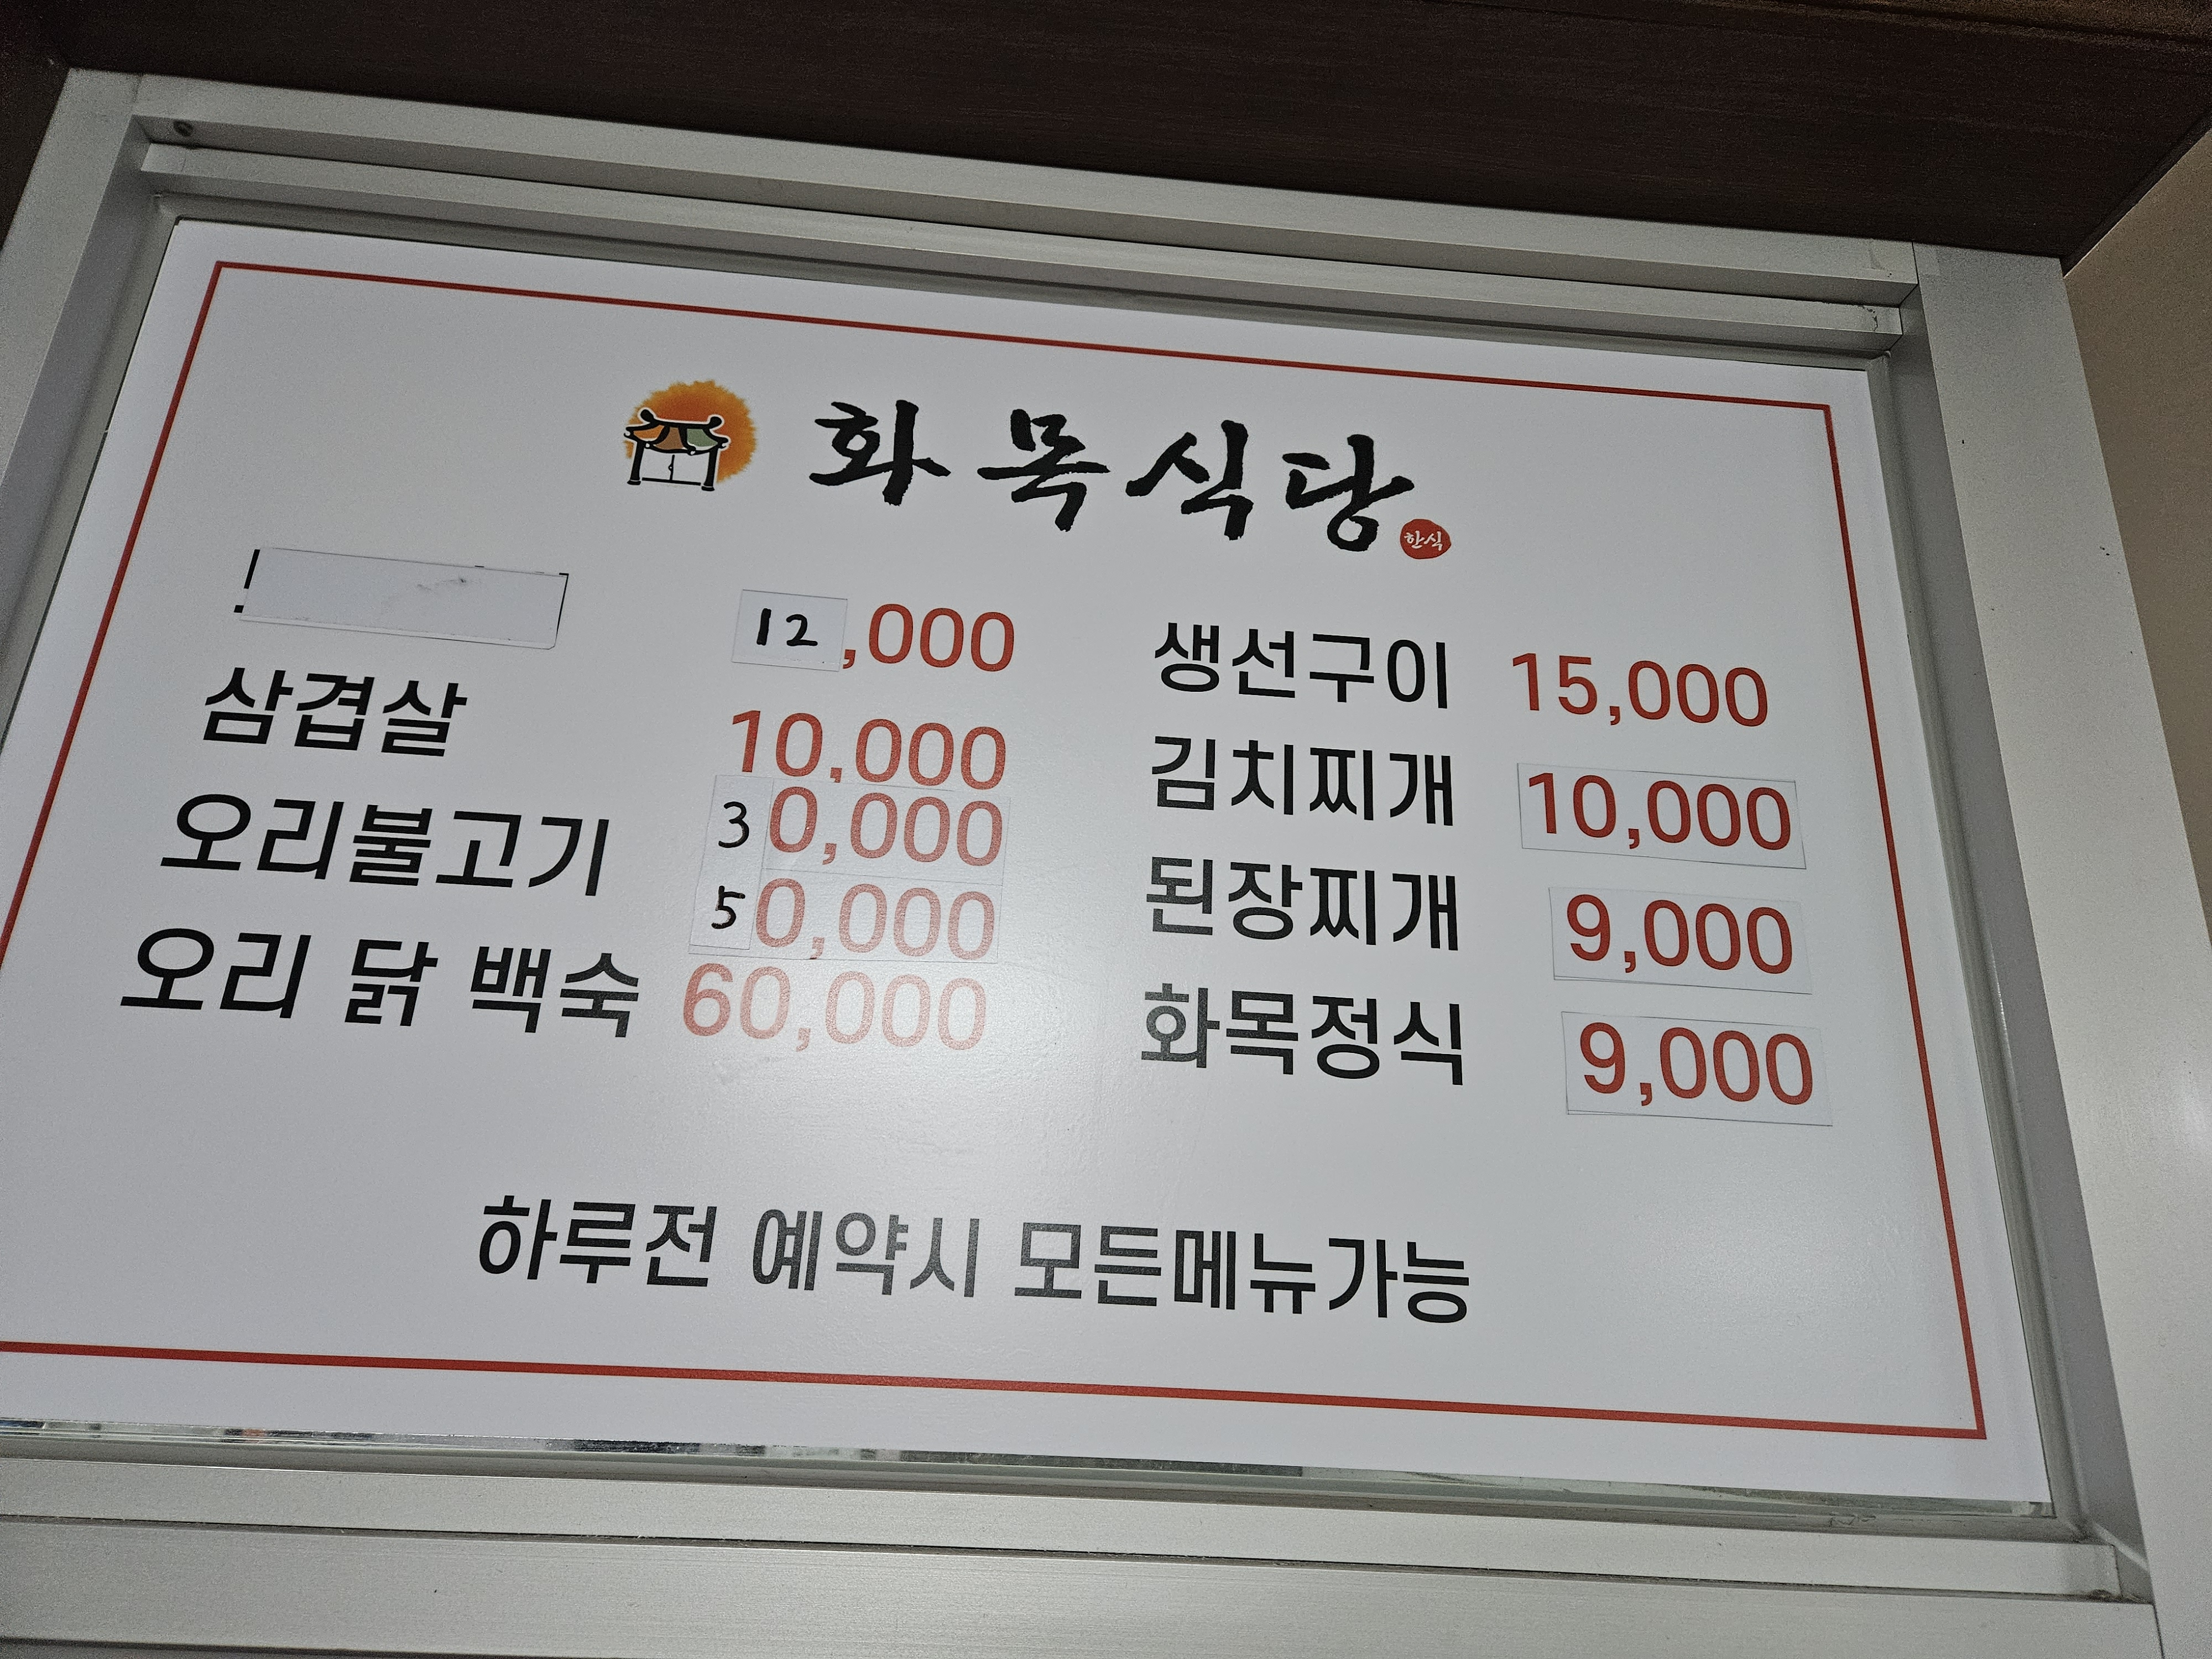 화목식당
한식
12,000
삼겹살 10,000
오리불고기 30,000
50,000
오리 닭 백숙 60,000
생선구이 15,000
김치찌개 10,000
된장찌개 9,000
화목정식 9,000
하루전 예약시 모든메뉴가능